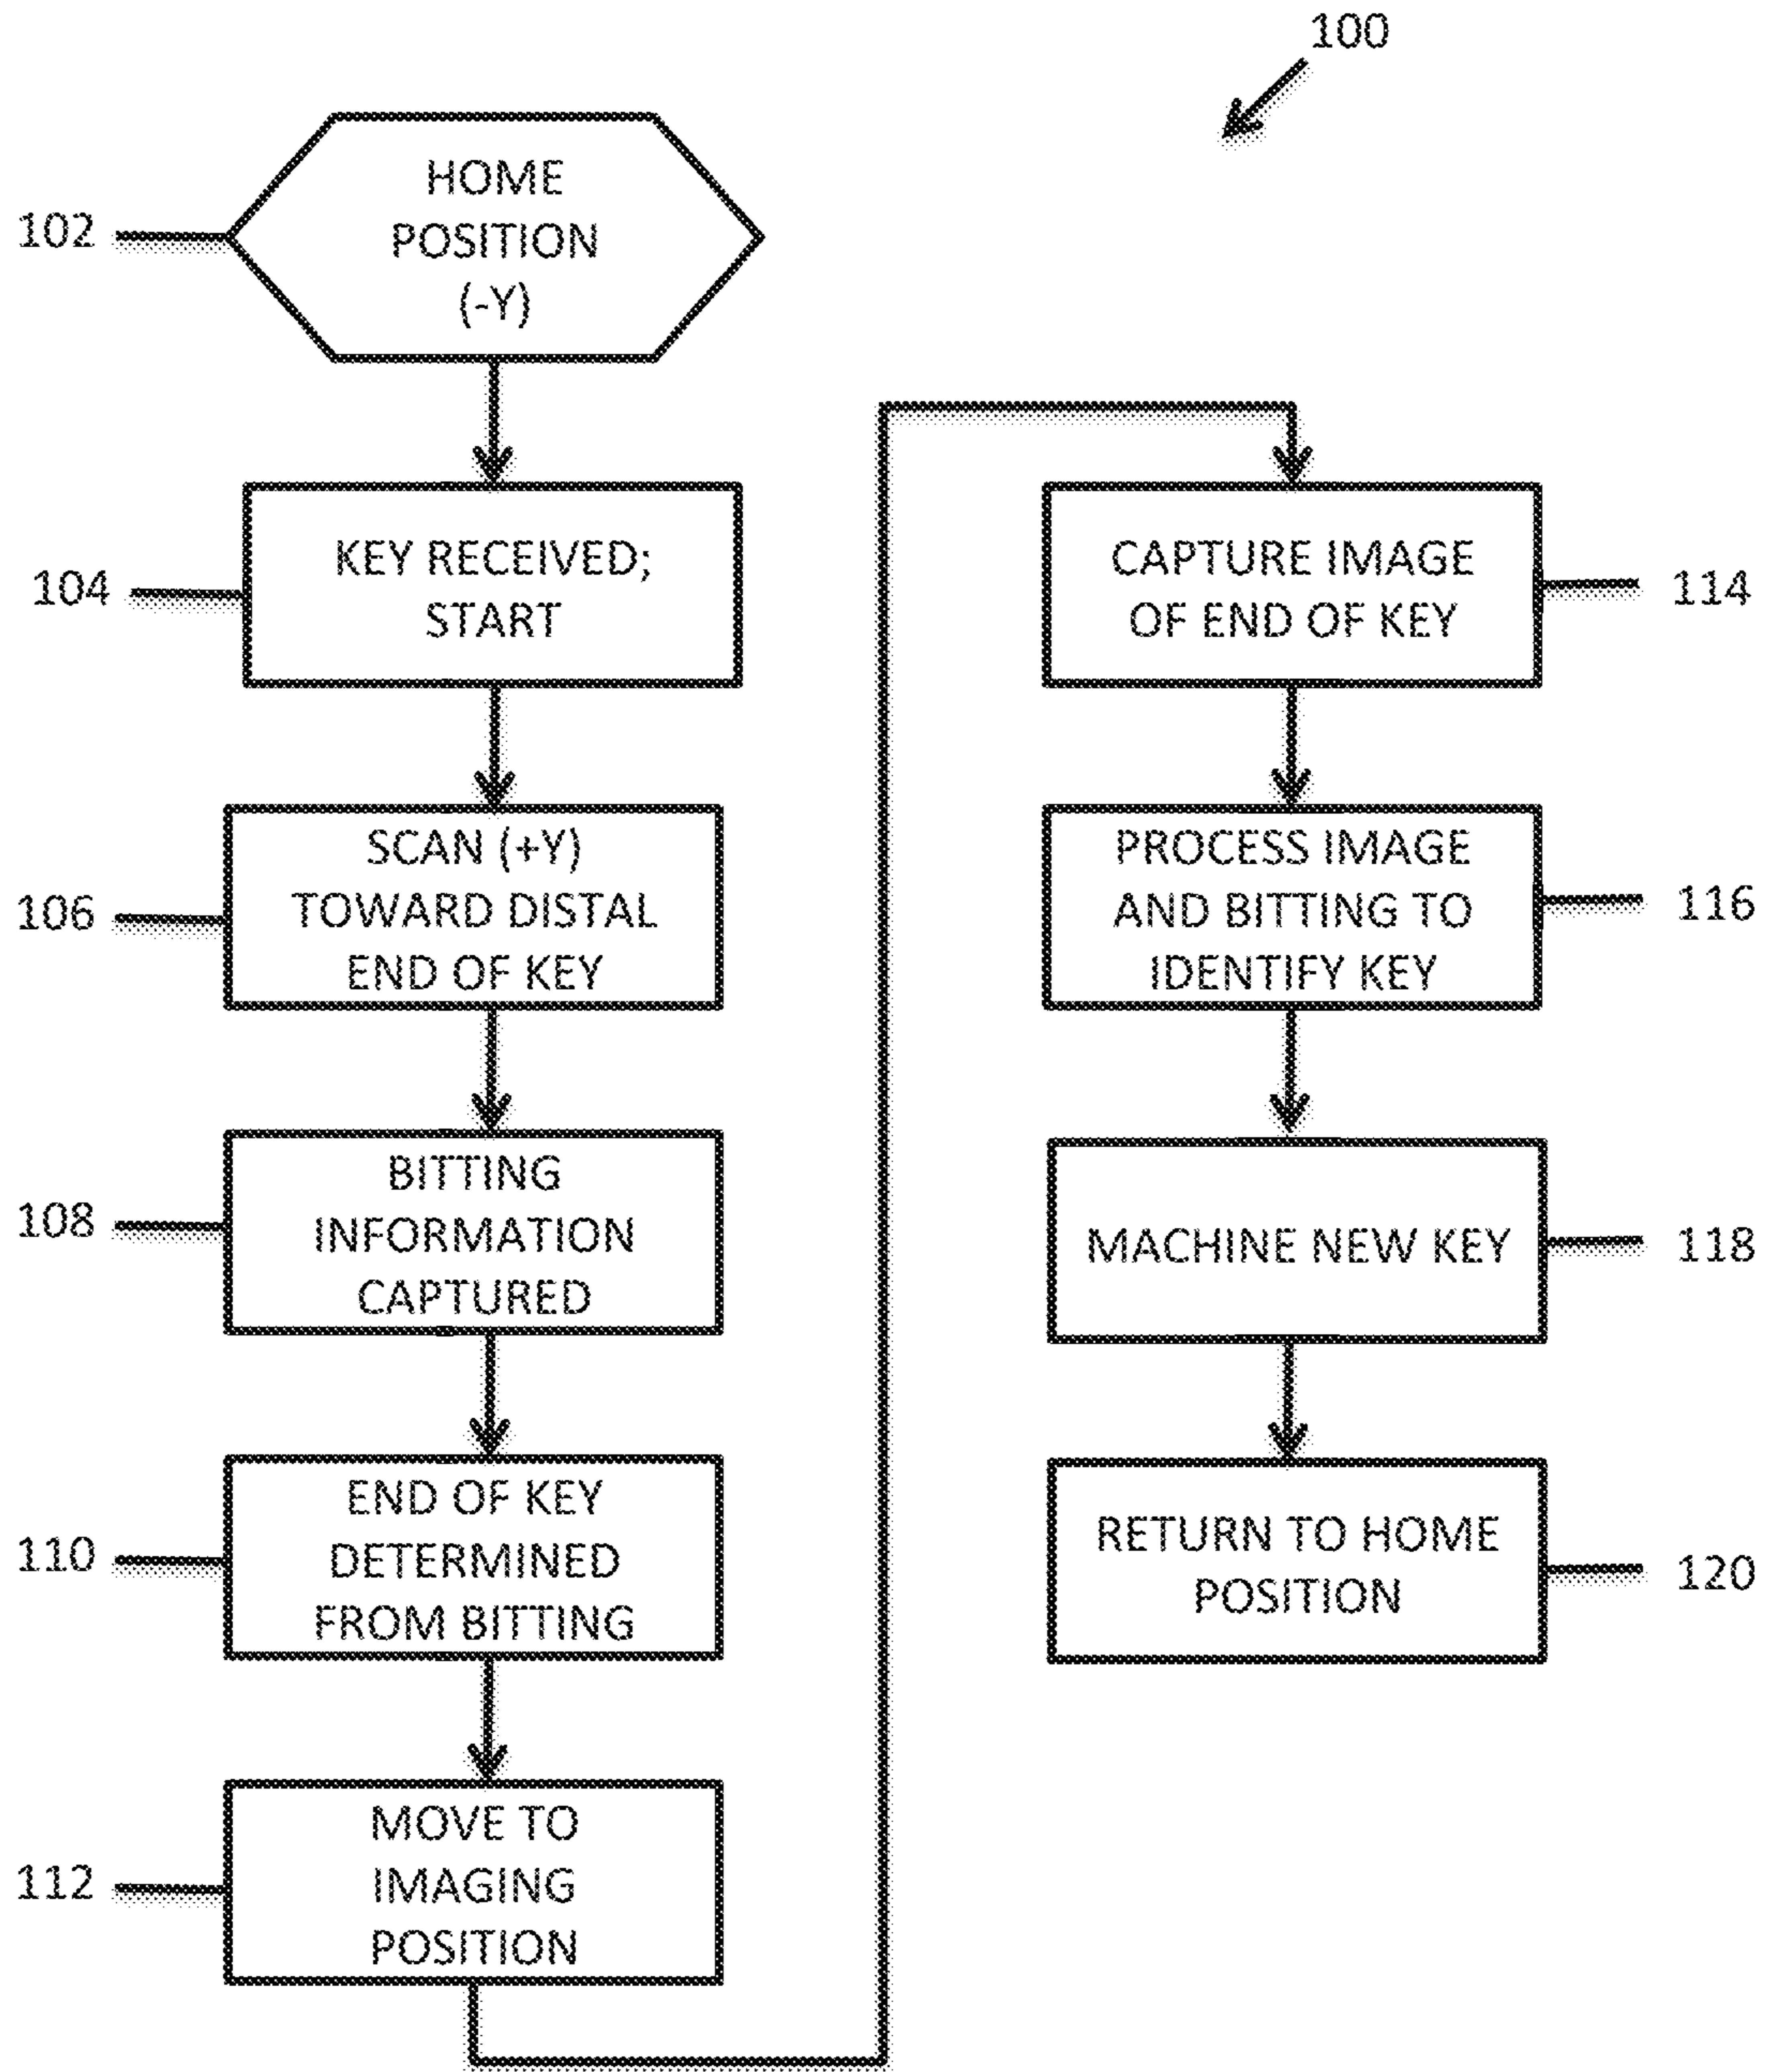 100
102
HOME
POSITION
(-Y)
104
KEY RECEIVED;
START
106
SCAN (+Y)
TOWARD DISTAL
END OF KEY
108
BITTING
INFORMATION
CAPTURED
110
END OF KEY
DETERMINED
FROM BITTING
112
MOVE TO
IMAGING
POSITION
CAPTURE IMAGE
OF END OF KEY
114
PROCESS IMAGE
AND BITTING TO
IDENTIFY KEY
116
MACHINE NEW KEY
118
RETURN TO HOME
POSITION
120